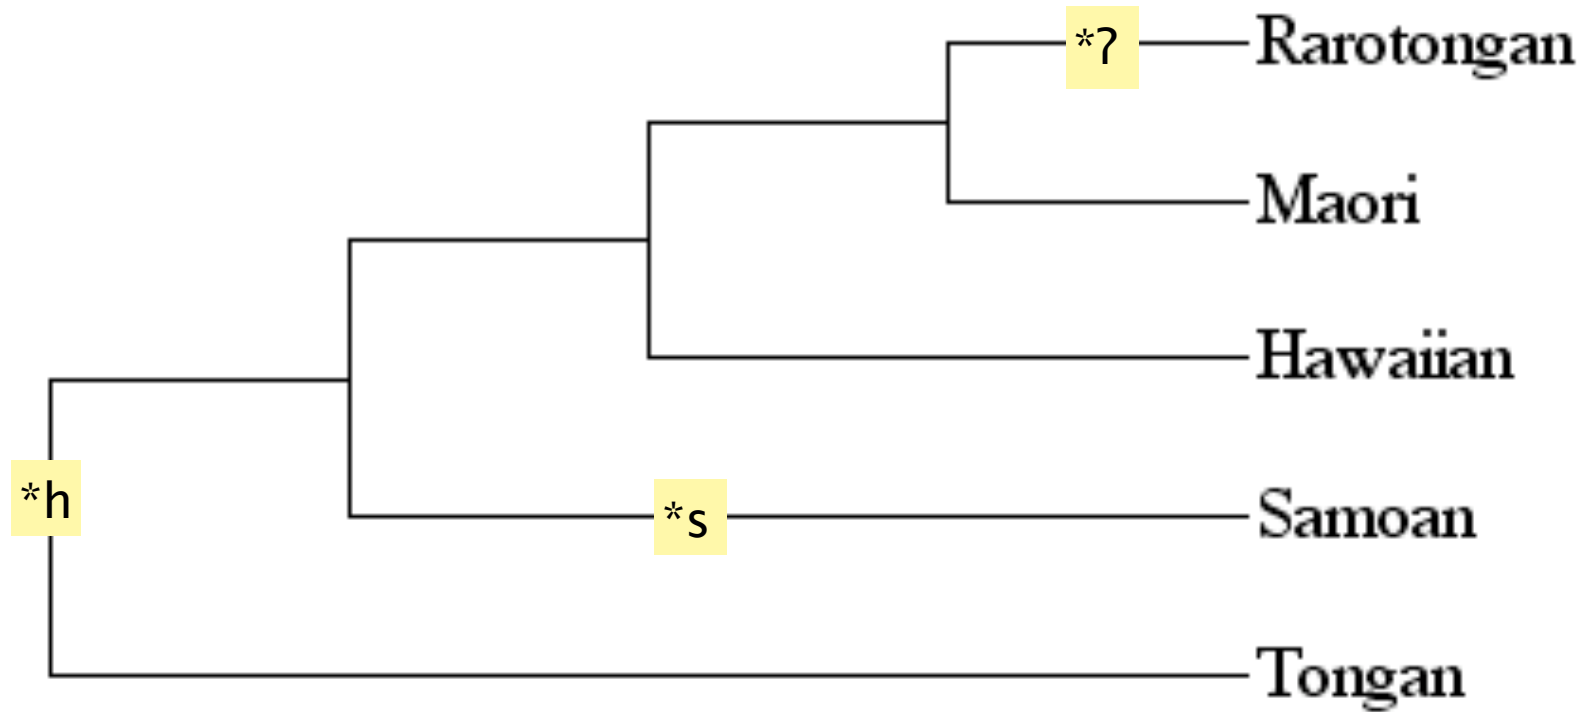 *ʔ
Rarotongan
Maori
Hawaiian
*h
*s
Samoan
Tongan